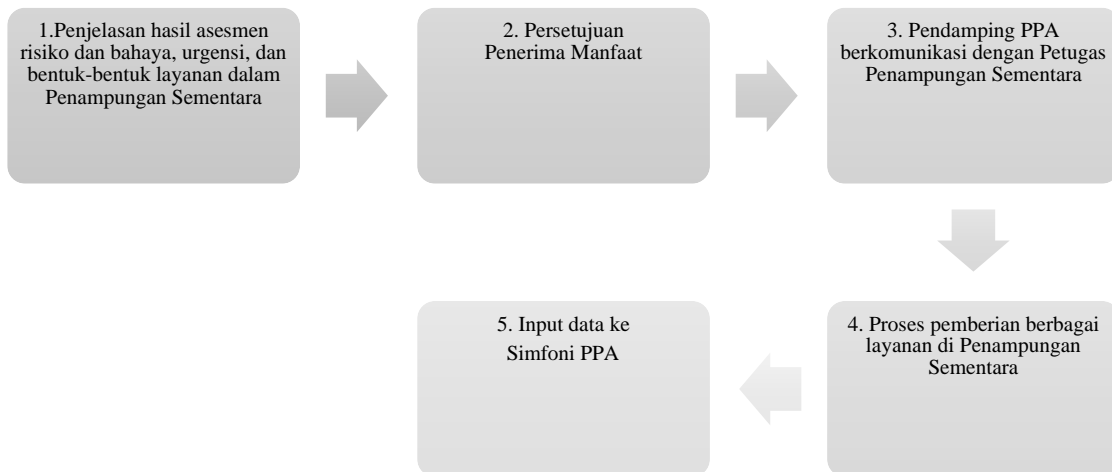 1.Penjelasan hasil asesmen
risiko dan bahaya, urgensi, dan
bentuk-bentuk layanan dalam
Penampungan Sementara
2. Persetujuan
Penerima Manfaat
3. Pendamping PPA
berkomunikasi dengan Petugas
Penampungan Sementara
4. Proses pemberian berbagai
layanan di Penampungan
Sementara
5. Input data ke
Simfoni PPA